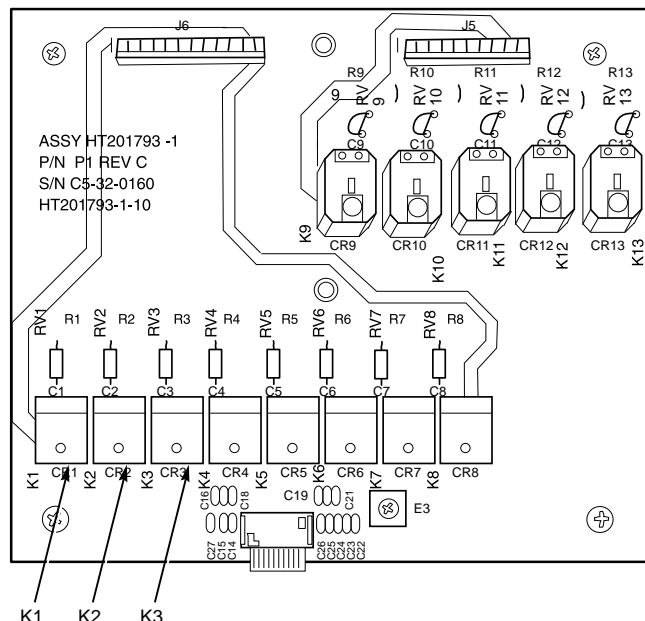 J6
J5
R9 R10 R11 R12 R13
9 RV 9 RV 10 RV 11 RV 12 RV 13
ASSY HT201793 -1
P/N P1 REV C
S/N C5-32-0160
HT201793-1-10
C9 C10 C11 C12 C13
K9 CR9 CR10 CR11 CR12 CR13
K10 K11 K12 K13
RV1 R1 RV2 R2 RV3 R3 RV4 R4 RV5 R5 RV6 R6 RV7 R7 RV8 R8
C1 C2 C3 C4 C5 C6 C7 C8
K1 CR1 K2 CR2 K3 CR3 K4 CR4 K5 CR5 K6 CR6 K7 CR7 K8 CR8
C16 C18 C19 C21
E3
C27 C15 C14 C26 C25 C24 C23 C22
K1 K2 K3